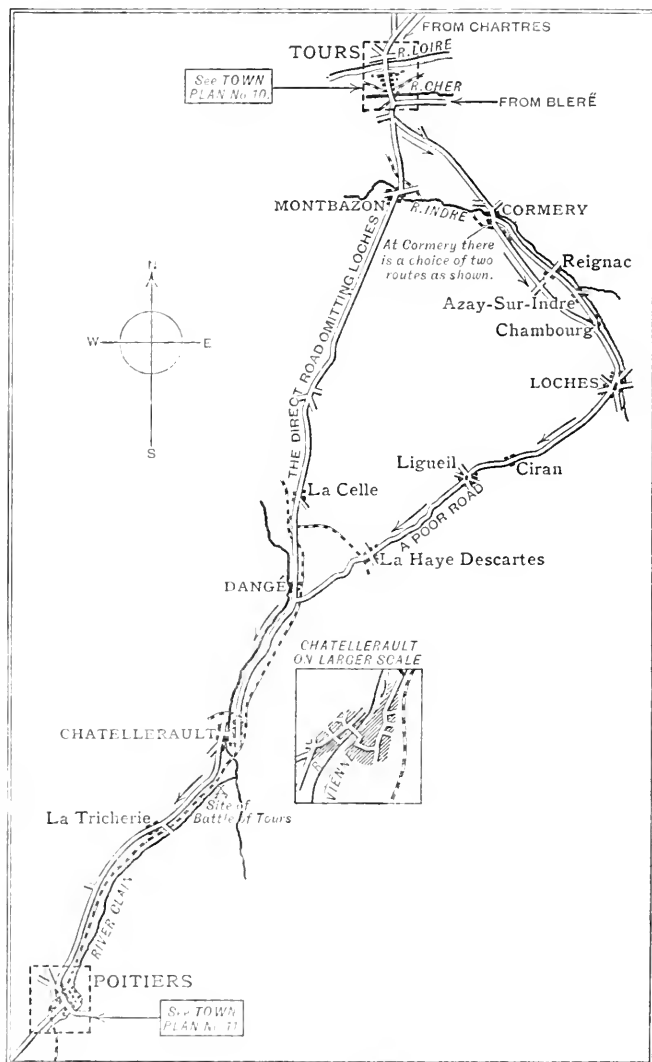 FROM CHARTRES
TOURS
R. LOIRE
See TOWN
PLAN No 10.
R. CHER
FROM BLERÉ
MONTBAZON
R. INDRE
CORMERY
At Cormery there
is a choice of two
routes as shown.
Reignac
Azay-Sur-Indre
Chambourg
N
W
E
S
THE DIRECT ROAD OMITTING LOCHES
LOCHES
Ligueil
Ciran
La Celle
A POOR ROAD
La Haye Descartes
DANGÉ
CHATELLERAULT
ON LARGER SCALE
R
VIENNE
CHATELLERAULT
Site of
Battle of Tours
La Tricherie
RIVER CLAIN
POITIERS
See TOWN
PLAN No 11